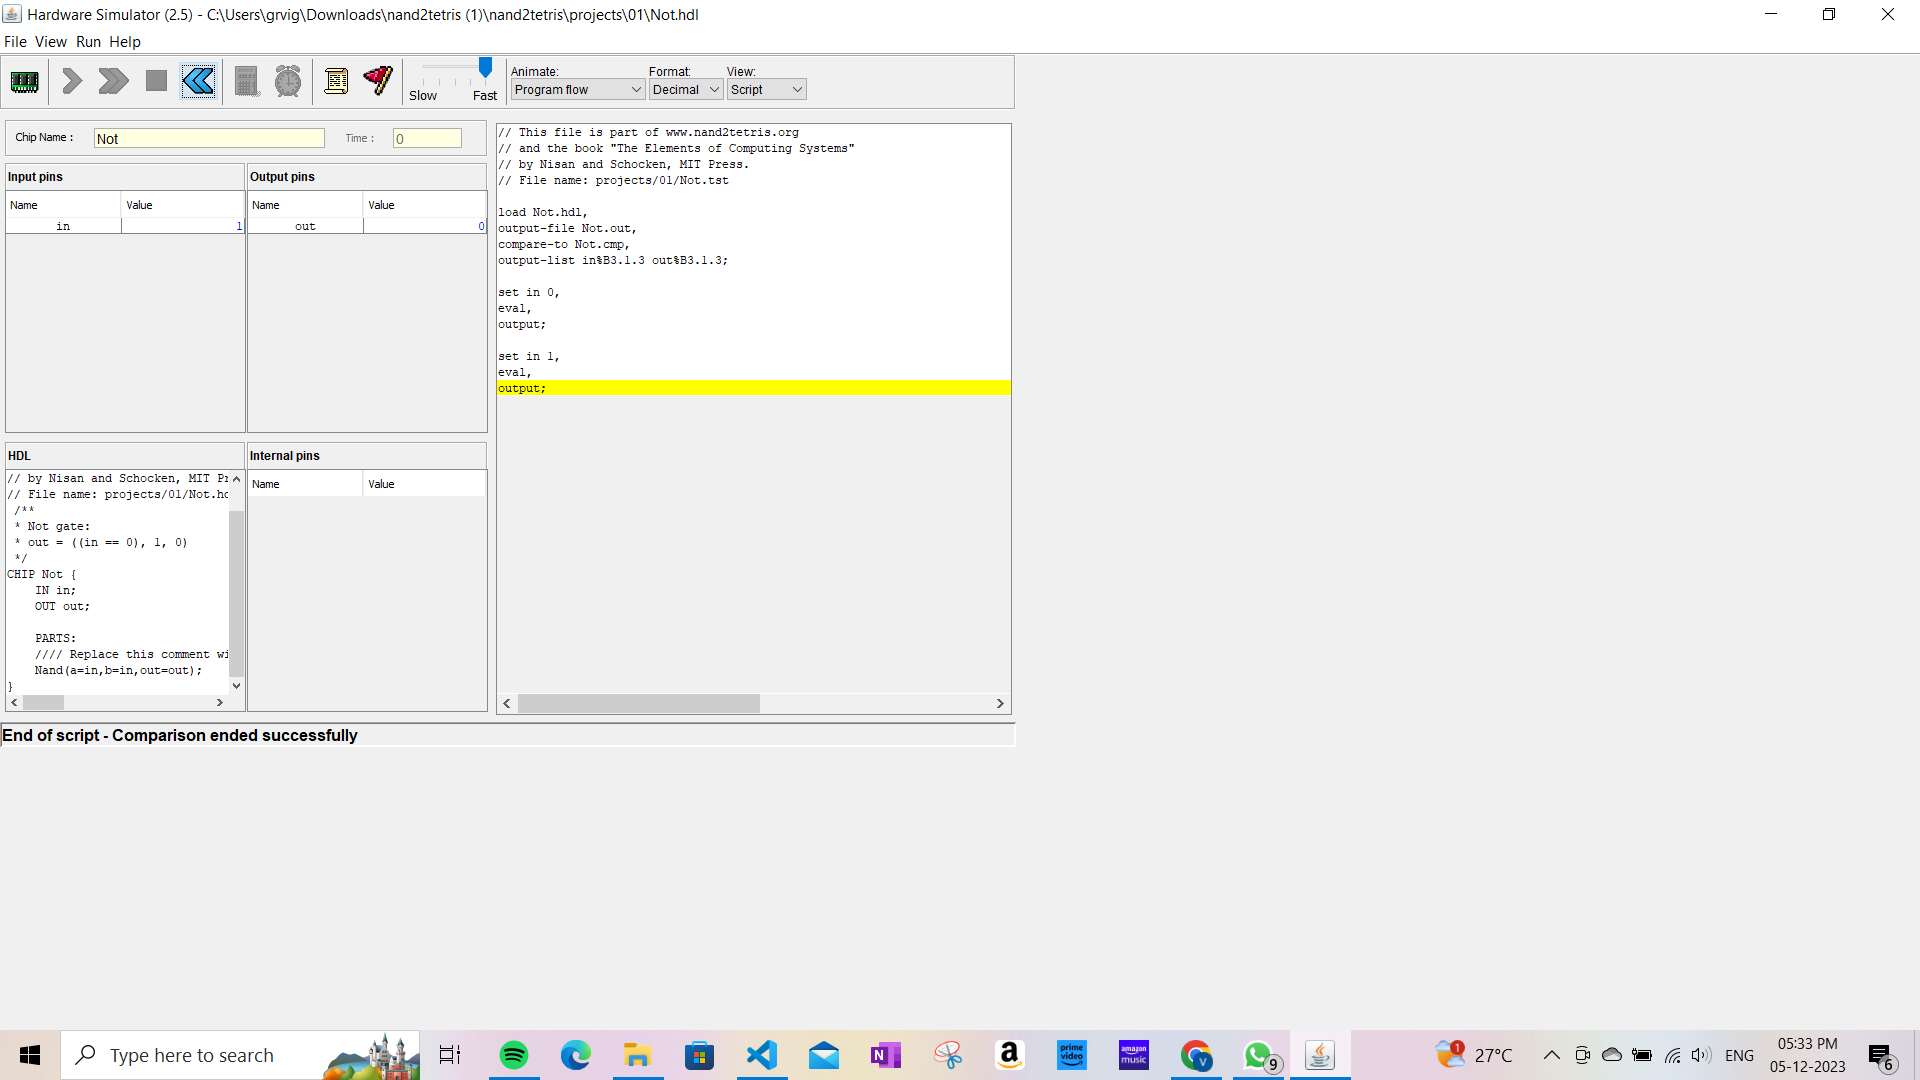 Hardware Simulator (2.5) - C:\Users\grvig\Downloads\nand2tetris (1)\nand2tetris\projects\01\Not.hdl
File View Run Help
Slow Fast
Animate: Format: View:
Program flow Decimal Script
Chip Name : Not Time : 0
Input pins
Name Value
in 1
Output pins
Name Value
out 0
HDL
// by Nisan and Schocken, MIT Pr
// File name: projects/01/Not.hd
/**
* Not gate:
* out = ((in == 0), 1, 0)
*/
CHIP Not {
IN in;
OUT out;
PARTS:
//// Replace this comment wi
Nand(a=in,b=in,out=out);
}
Internal pins
Name Value
// This file is part of www.nand2tetris.org
// and the book "The Elements of Computing Systems"
// by Nisan and Schocken, MIT Press.
// File name: projects/01/Not.tst
load Not.hdl,
output-file Not.out,
compare-to Not.cmp,
output-list in%B3.1.3 out%B3.1.3;
set in 0,
eval,
output;
set in 1,
eval,
output;
End of script - Comparison ended successfully
Type here to search
N
a
prime video
amazon music
V
9
1
27°C
ENG
05:33 PM
05-12-2023
6